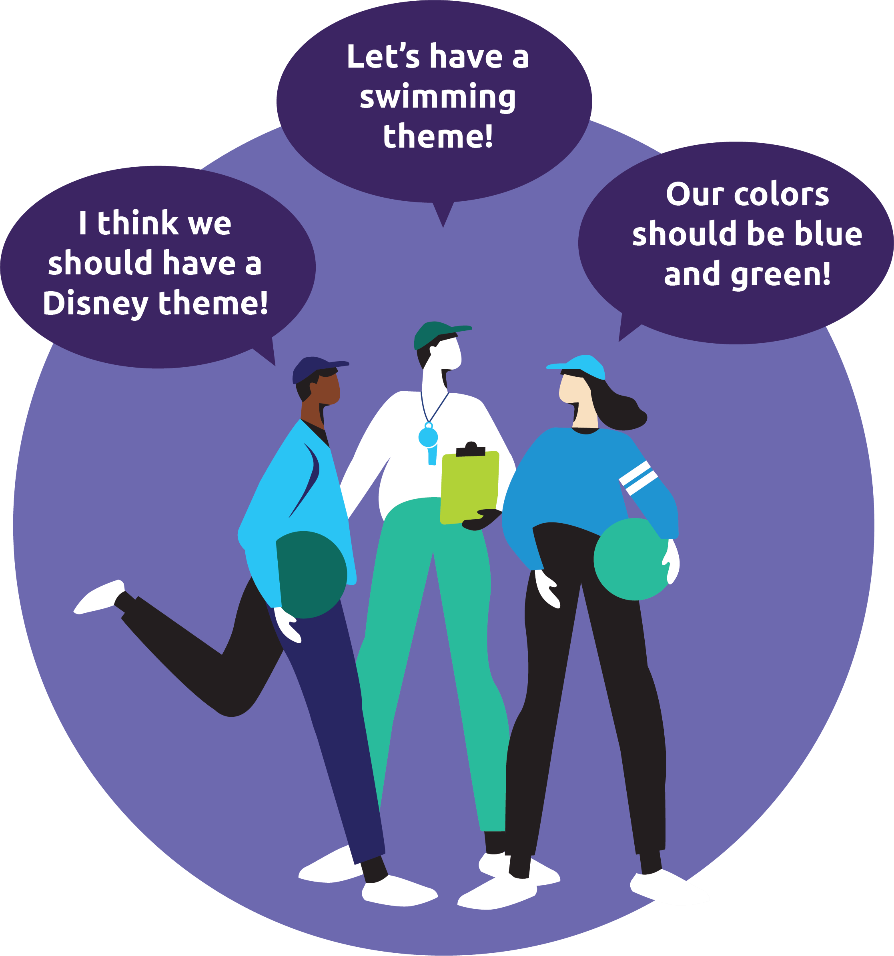 I think we
should have a
Disney theme!
Let’s have a
swimming
theme!
Our colors
should be blue
and green!